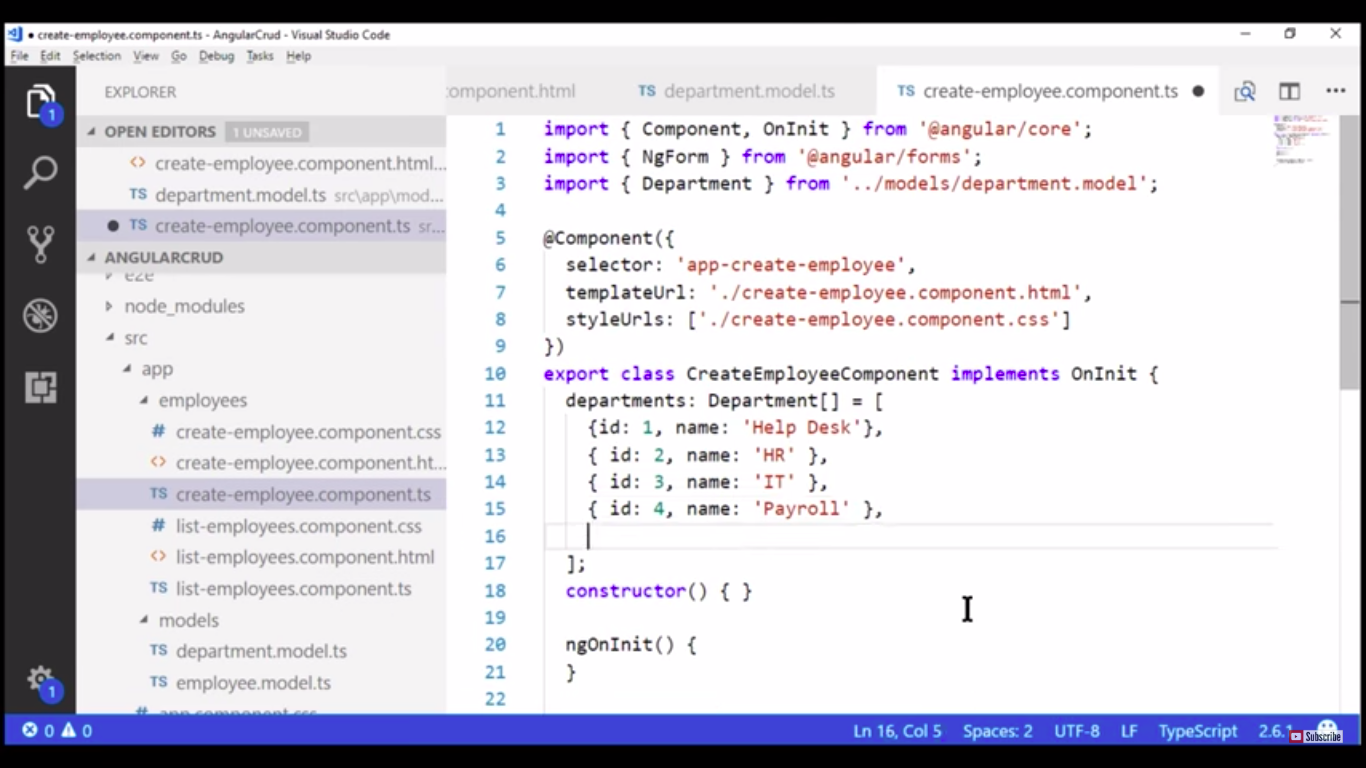 create-employee.component.ts - AngularCrud - Visual Studio Code
File Edit Selection View Go Debug Tasks Help
EXPLORER
OPEN EDITORS 1 UNSAVED
create-employee.component.html...
TS department.model.ts src\app\mod...
TS create-employee.component.ts sr...
ANGULARCRUD
e2e
node_modules
src
app
employees
# create-employee.component.css
<> create-employee.component.ht...
TS create-employee.component.ts
# list-employees.component.css
<> list-employees.component.html
TS list-employees.component.ts
models
TS department.model.ts
TS employee.model.ts
# app.component.css
1
1
component.html TS department.model.ts TS create-employee.component.ts
1 import { Component, OnInit } from '@angular/core';
2 import { NgForm } from '@angular/forms';
3 import { Department } from '../models/department.model';
4
5 @Component({
6 selector: 'app-create-employee',
7 templateUrl: './create-employee.component.html',
8 styleUrls: ['./create-employee.component.css']
9 })
10 export class CreateEmployeeComponent implements OnInit {
11 departments: Department[] = [
12 {id: 1, name: 'Help Desk'},
13 { id: 2, name: 'HR' },
14 { id: 3, name: 'IT' },
15 { id: 4, name: 'Payroll' },
16
17 ];
18 constructor() { }
19
20 ngOnInit() {
21 }
22
0 0 Ln 16, Col 5 Spaces: 2 UTF-8 LF TypeScript 2.6.
Subscribe